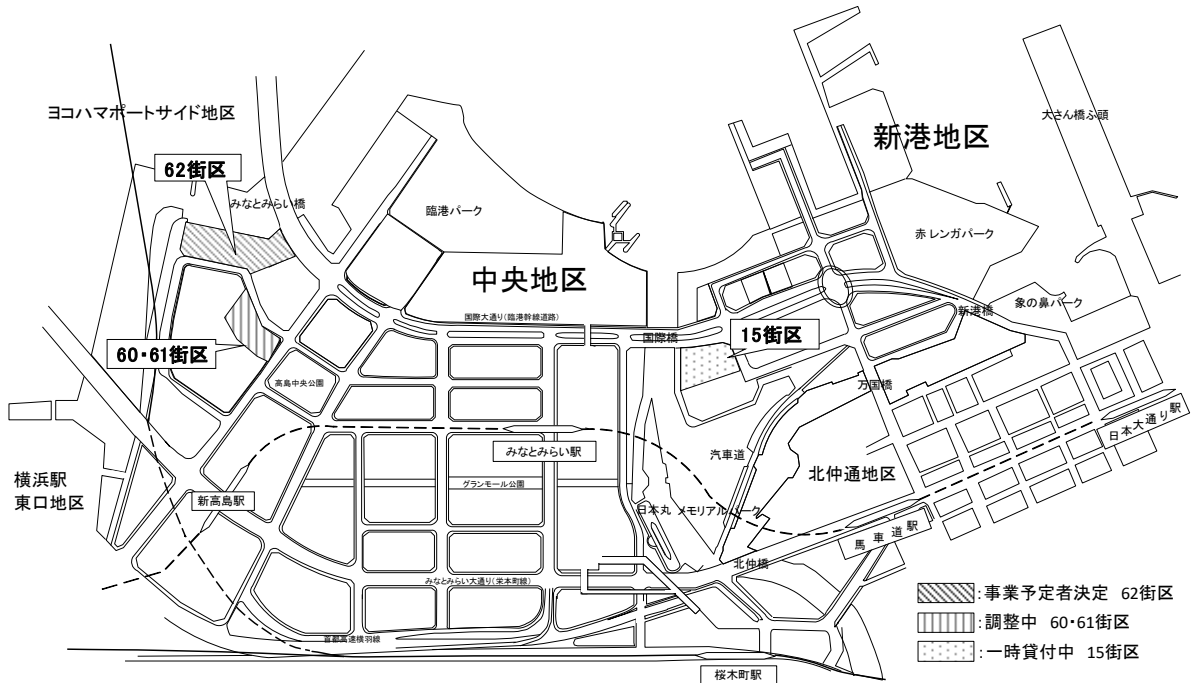 ヨコハマポートサイド地区
62街区
みなとみらい橋
臨港パーク
中央地区
新港地区
大さん橋ふ頭
赤レンガパーク
象の鼻パーク
新港橋
国際大通り(臨港幹線道路)
国際橋
15街区
60・61街区
高島中央公園
万国橋
みなとみらい駅
汽車道
日本大通り駅
横浜駅
東口地区
新高島駅
グランモール公園
北仲通地区
日本丸 メモリアルパーク
馬車道駅
北仲橋
みなとみらい大通り(栄本町線)
首都高速横羽線
桜木町駅
:事業予定者決定 62街区
:調整中 60・61街区
:一時貸付中 15街区